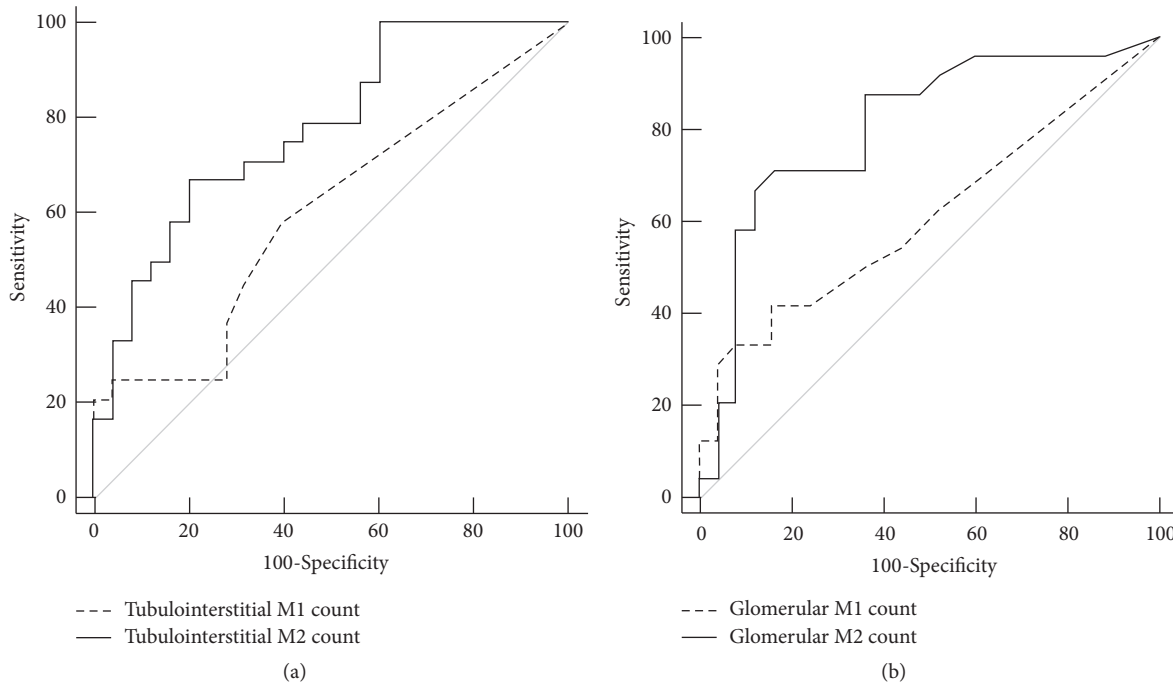 100
80
60
40
20
0
Sensitivity
0 20 40 60 80 100
100-Specificity
Tubulointerstitial M1 count
Tubulointerstitial M2 count
(a)
100
80
60
40
20
0
Sensitivity
0 20 40 60 80 100
100-Specificity
Glomerular M1 count
Glomerular M2 count
(b)